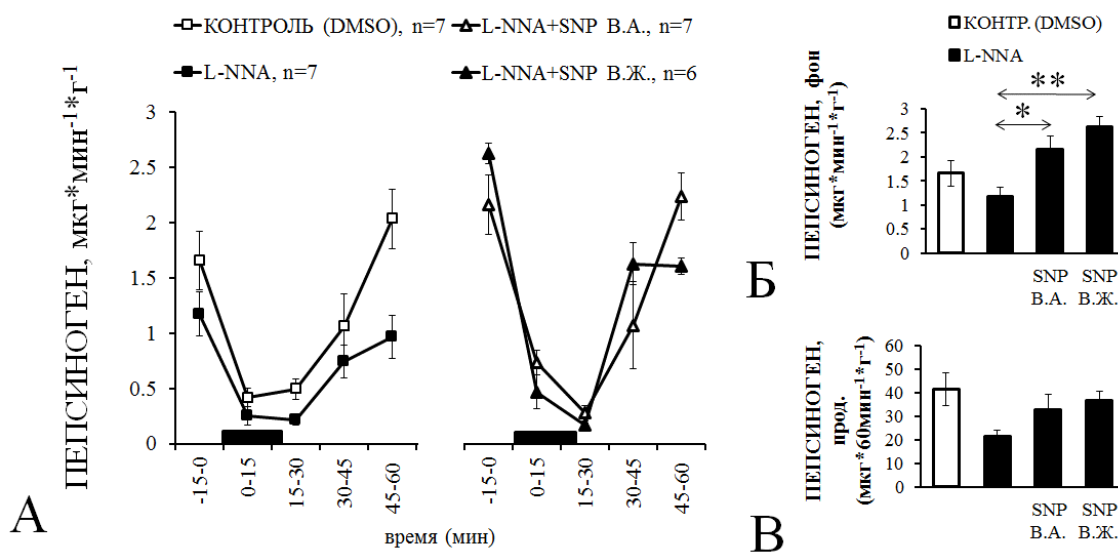 КОНТРОЛЬ (DMSO), n=7
L-NNA+SNP В.А., n=7
L-NNA, n=7
L-NNA+SNP В.Ж., n=6
ПЕПСИНОГЕН, мкг*мин⁻¹*г⁻¹
3
2.5
2
1.5
1
0.5
0
-15-0
0-15
15-30
30-45
45-60
-15-0
0-15
15-30
30-45
45-60
время (мин)
А
КОНТР. (DMSO)
L-NNA
ПЕПСИНОГЕН, фон
(мкг*мин⁻¹*г⁻¹)
**
*
3
2.5
2
1.5
1
0.5
0
SNP
В.А.
SNP
В.Ж.
Б
ПЕПСИНОГЕН,
прод.
(мкг*60мин⁻¹*г⁻¹)
60
50
40
30
20
10
0
SNP
В.А.
SNP
В.Ж.
В